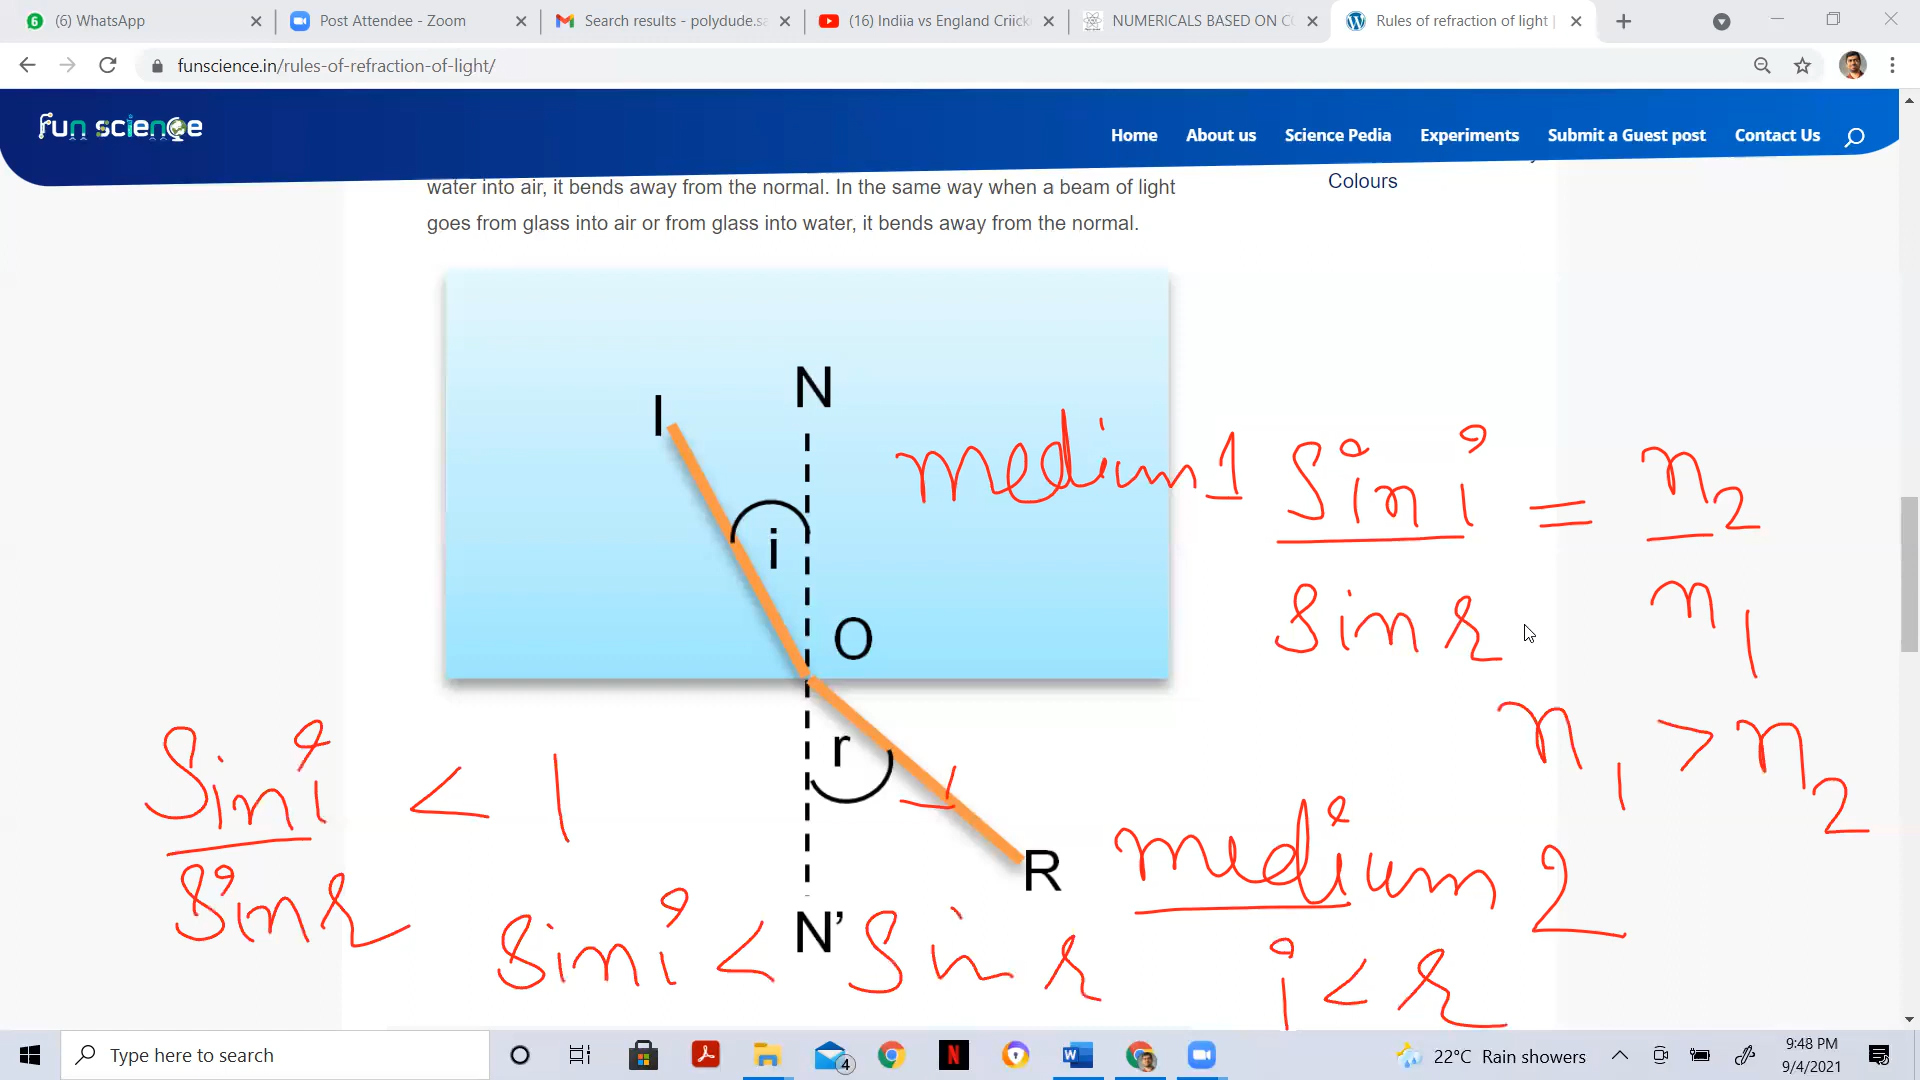 (6) WhatsApp
Post Attendee - Zoom
Search results - polydude.sa
(16) Indiia vs England Criick
NUMERICALS BASED ON CO
Rules of refraction of light |
funscience.in/rules-of-refraction-of-light/
fun science
Home About us Science Pedia Experiments Submit a Guest post Contact Us
Colours
water into air, it bends away from the normal. In the same way when a beam of light
goes from glass into air or from glass into water, it bends away from the normal.
N
I
medium 1
i
O
Sin i = n2
Sin r n1
n1 > n2
r
R
medium 2
N'
Sin i < 1
Sin r
Sin i < Sin r
i < r
Type here to search
4
22°C Rain showers
9:48 PM
9/4/2021